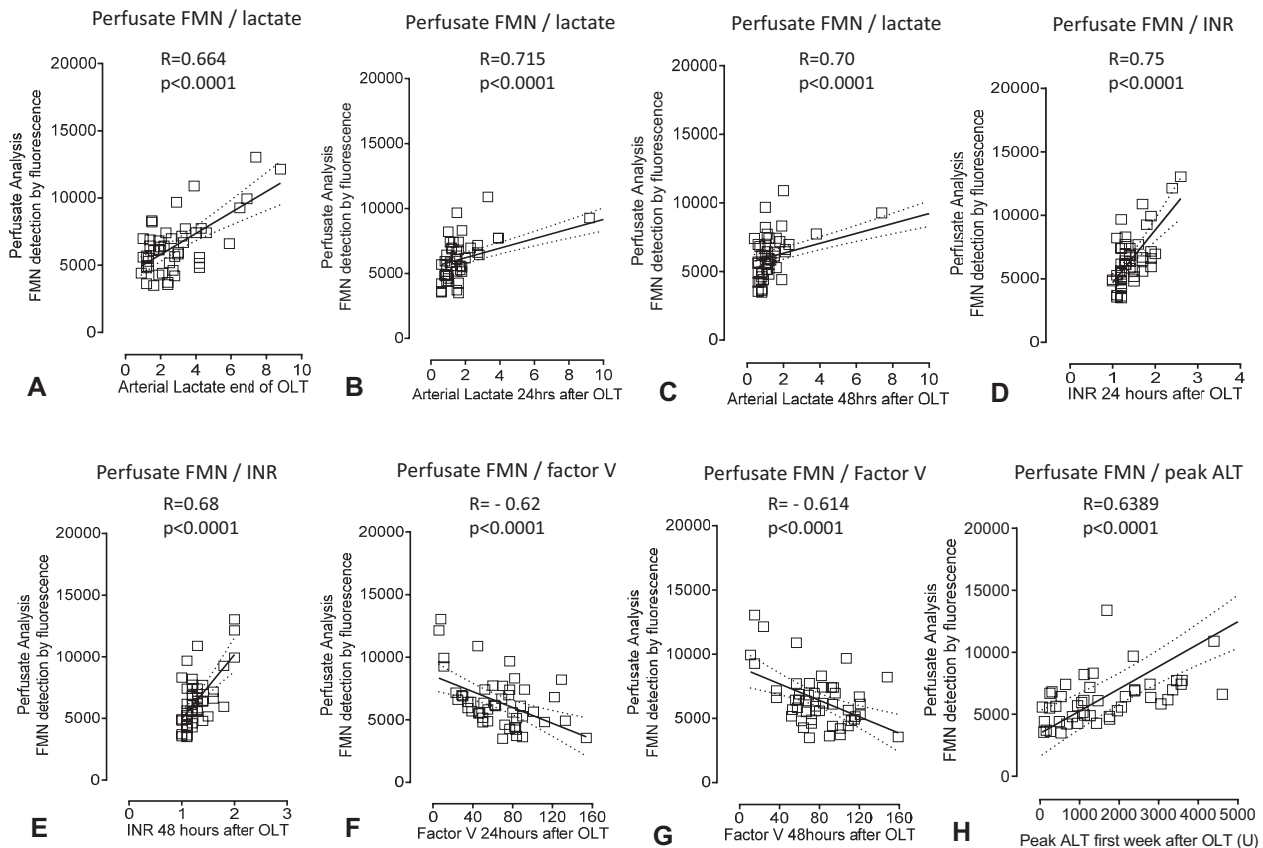 Perfusate FMN / lactate
R=0.664
p<0.0001
Perfusate Analysis
FMN detection by fluorescence
20000
15000
10000
5000
0
0 2 4 6 8 10
Arterial Lactate end of OLT
A
Perfusate FMN / lactate
R=0.715
p<0.0001
Perfusate Analysis
FMN detection by fluorescence
20000
15000
10000
5000
0
0 2 4 6 8 10
Arterial Lactate 24hrs after OLT
B
Perfusate FMN / lactate
R=0.70
p<0.0001
Perfusate Analysis
FMN detection by fluorescence
20000
15000
10000
5000
0
0 2 4 6 8 10
Arterial Lactate 48hrs after OLT
C
Perfusate FMN / INR
R=0.75
p<0.0001
Perfusate Analysis
FMN detection by fluorescence
20000
15000
10000
5000
0
0 1 2 3 4
INR 24 hours after OLT
D
Perfusate FMN / INR
R=0.68
p<0.0001
Perfusate Analysis
FMN detection by fluorescence
20000
15000
10000
5000
0
0 1 2 3
INR 48 hours after OLT
E
Perfusate FMN / factor V
R= - 0.62
p<0.0001
Perfusate Analysis
FMN detection by fluorescence
20000
15000
10000
5000
0
0 40 80 120 160
Factor V 24hours after OLT
F
Perfusate FMN / Factor V
R= - 0.614
p<0.0001
Perfusate Analysis
FMN detection by fluorescence
20000
15000
10000
5000
0
0 40 80 120 160
Factor V 48hours after OLT
G
Perfusate FMN / peak ALT
R=0.6389
p<0.0001
Perfusate Analysis
FMN detection by fluorescence
20000
15000
10000
5000
0
0 1000 2000 3000 4000 5000
Peak ALT first week after OLT (U)
H